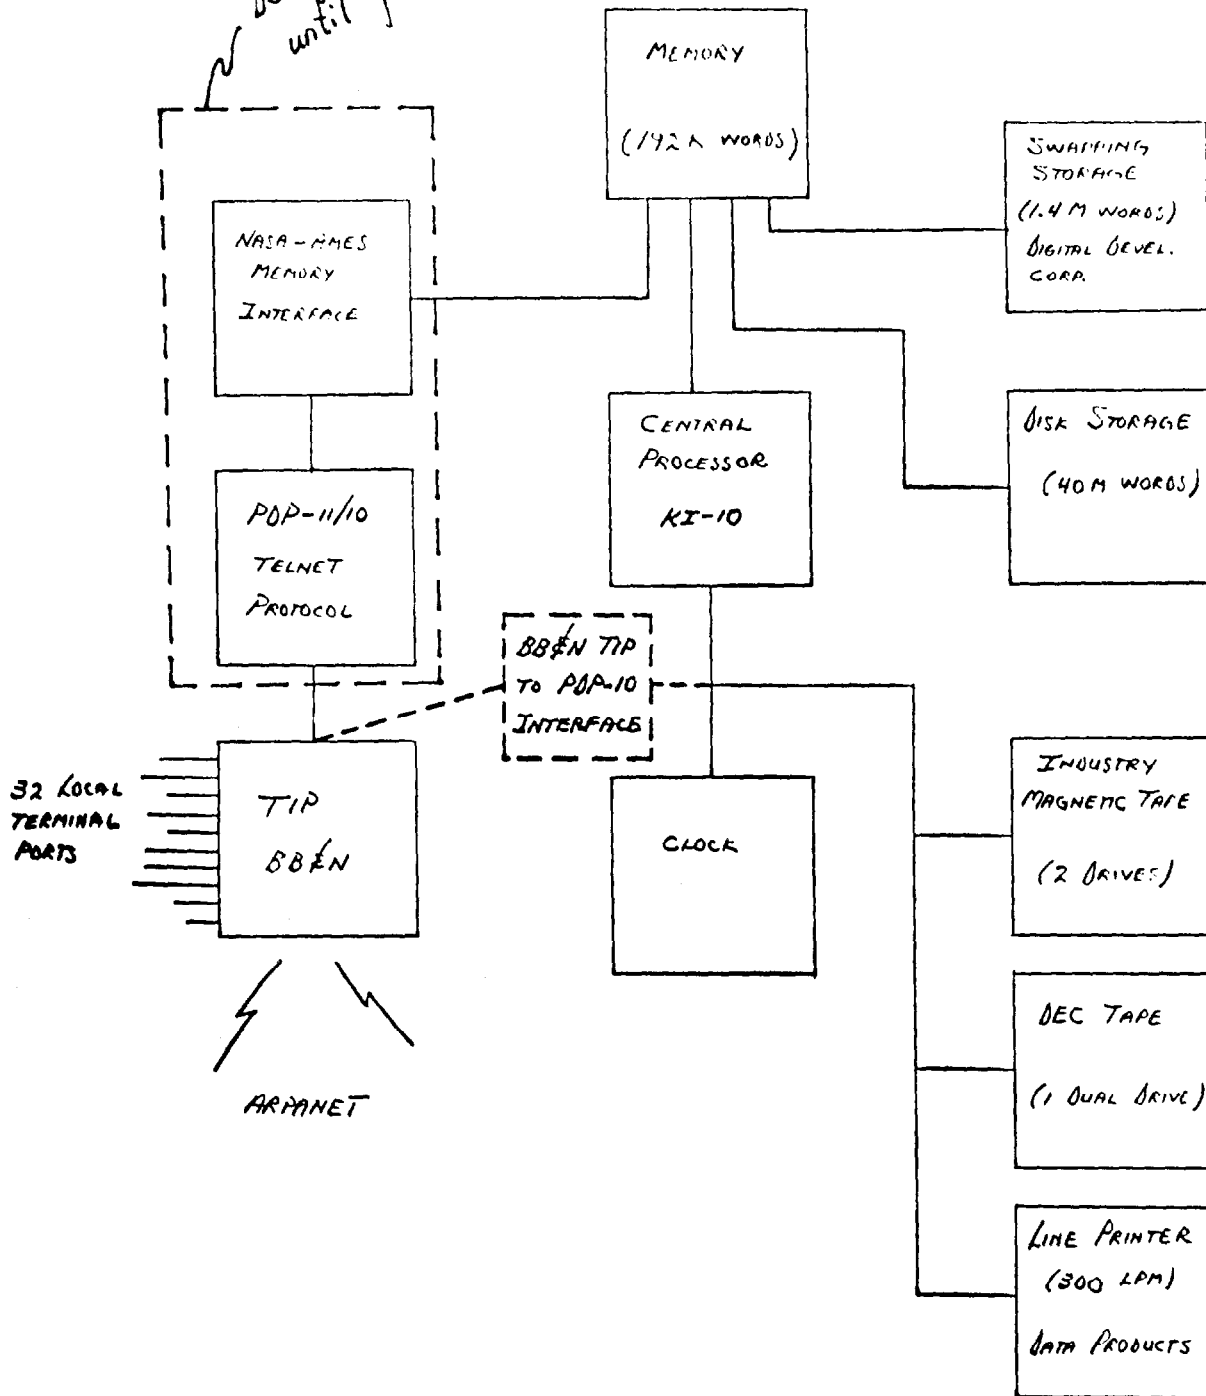 until
MEMORY
(192K WORDS)
SWAPPING
STORAGE
(1.4 M WORDS)
DIGITAL DEVEL.
CORP.
NASA-AMES
MEMORY
INTERFACE
CENTRAL
PROCESSOR
KI-10
DISK STORAGE
(40M WORDS)
PDP-11/10
TELNET
PROTOCOL
BB&N TIP
TO PDP-10
INTERFACE
32 LOCAL
TERMINAL
PORTS
TIP
BB&N
CLOCK
INDUSTRY
MAGNETIC TAPE
(2 DRIVES)
DEC TAPE
(1 DUAL DRIVE)
ARPANET
LINE PRINTER
(300 LPM)
DATA PRODUCTS